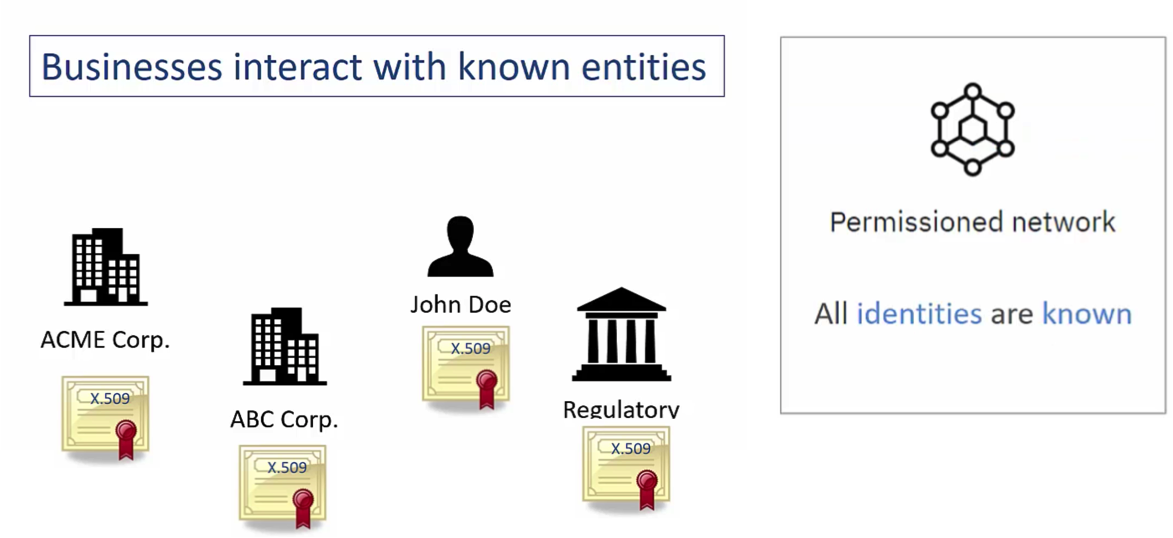 Businesses interact with known entities
Permissioned network
All identities are known
John Doe
X.509
ACME Corp.
X.509
ABC Corp.
X.509
Regulatory
X.509